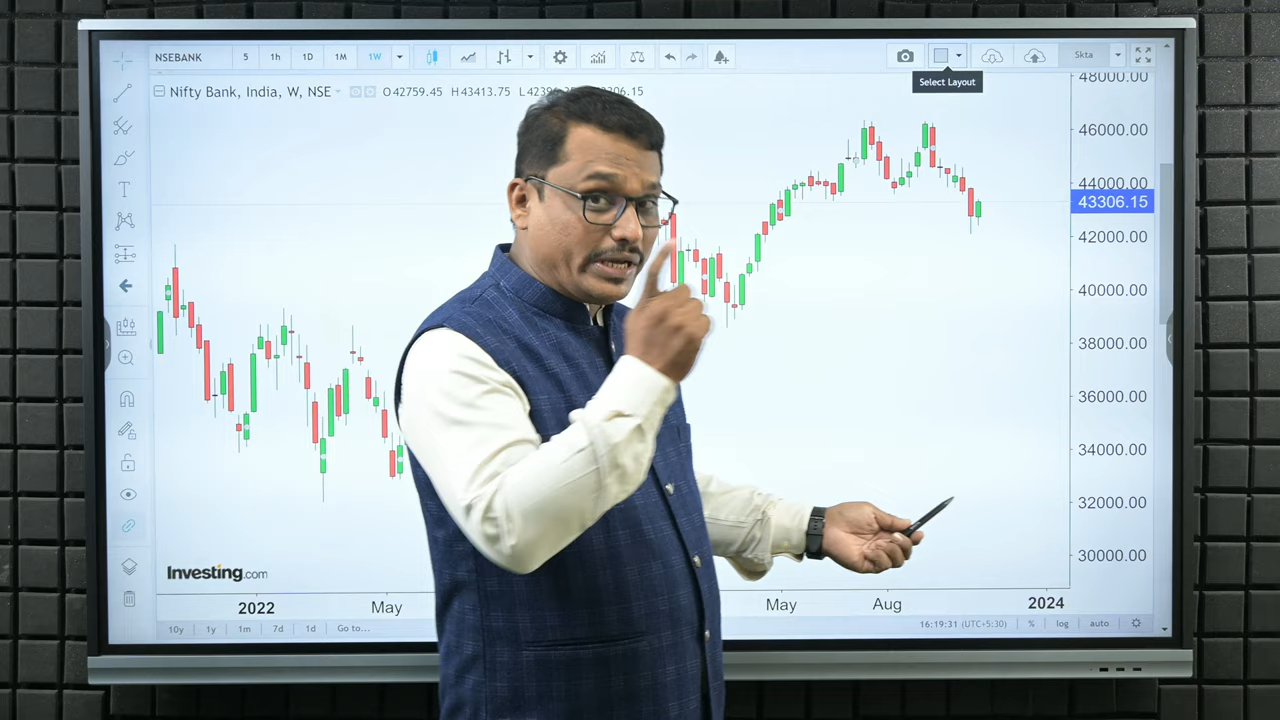 NSEBANK 5 1h 1D 1M 1W
Skta
Select Layout
Nifty Bank, India, W, NSE O42759.45 H43413.75
48000.00
46000.00
44000.00
43306.15
42000.00
40000.00
38000.00
36000.00
34000.00
32000.00
30000.00
Investing.com
2022 May May Aug 2024
10y 1y 1m 7d 1d Go to... 16:19:31 (UTC+5:30) % log auto